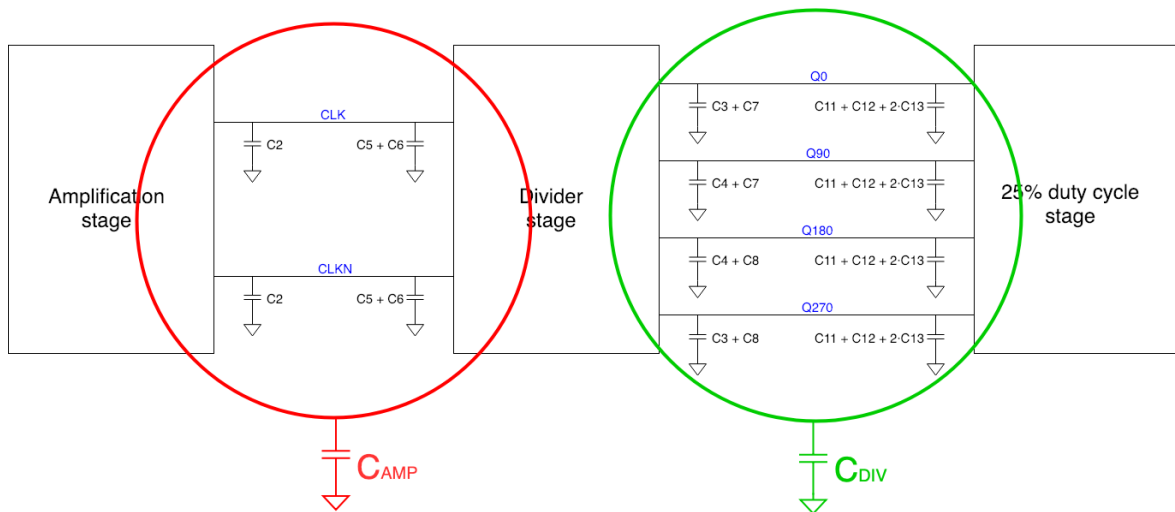 Amplification
stage
CLK
C2
C5 + C6
CLKN
C2
C5 + C6
Divider
stage
Q0
C3 + C7
C11 + C12 + 2·C13
Q90
C4 + C7
C11 + C12 + 2·C13
Q180
C4 + C8
C11 + C12 + 2·C13
Q270
C3 + C8
C11 + C12 + 2·C13
25% duty cycle
stage
CAMP
CDIV